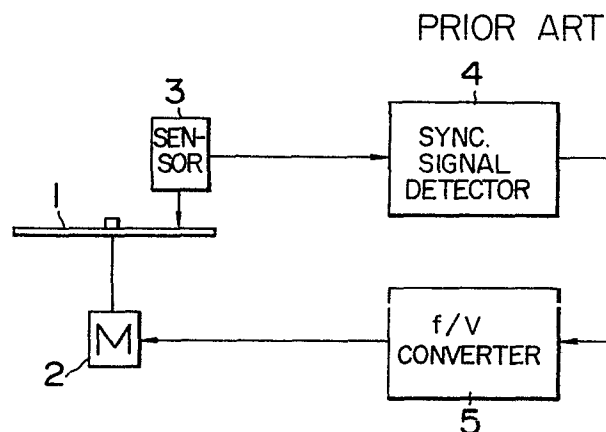 PRIOR ART
4
3
SEN-
SOR
SYNC.
SIGNAL
DETECTOR
1
M
2
f/V
CONVERTER
5